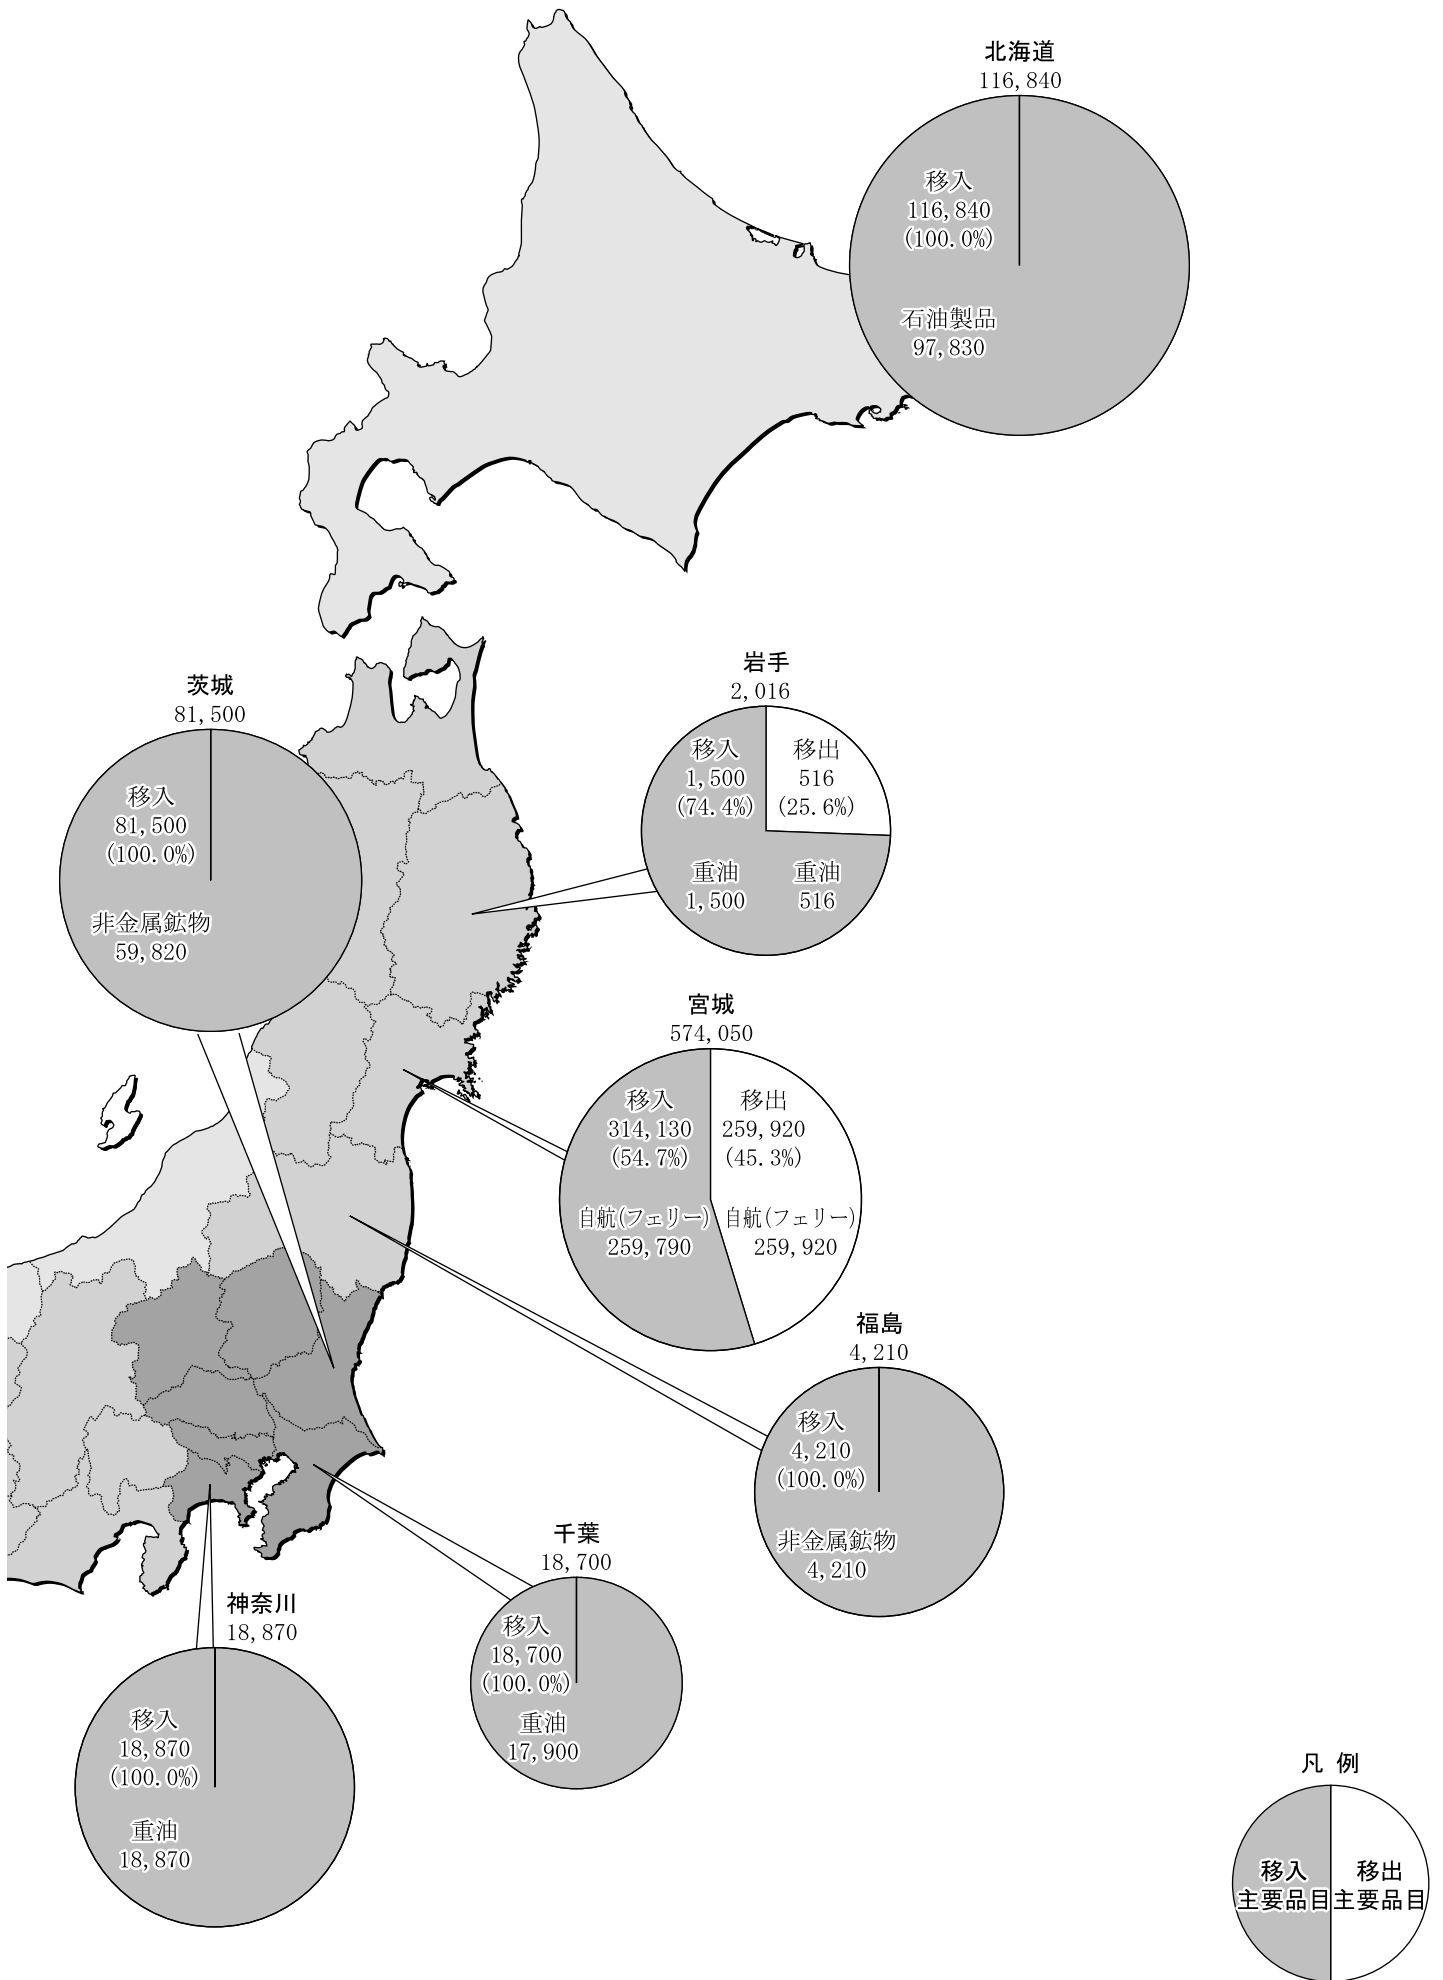 北海道
116,840
移入
116,840
(100.0%)
石油製品
97,830
岩手
2,016
移入
1,500
(74.4%)
重油
1,500
移出
516
(25.6%)
重油
516
茨城
81,500
移入
81,500
(100.0%)
非金属鉱物
59,820
宮城
574,050
移入
314,130
(54.7%)
自航(フェリー)
259,790
移出
259,920
(45.3%)
自航(フェリー)
259,920
福島
4,210
移入
4,210
(100.0%)
非金属鉱物
4,210
千葉
18,700
移入
18,700
(100.0%)
重油
17,900
神奈川
18,870
移入
18,870
(100.0%)
重油
18,870
凡 例
移入
主要品目
移出
主要品目